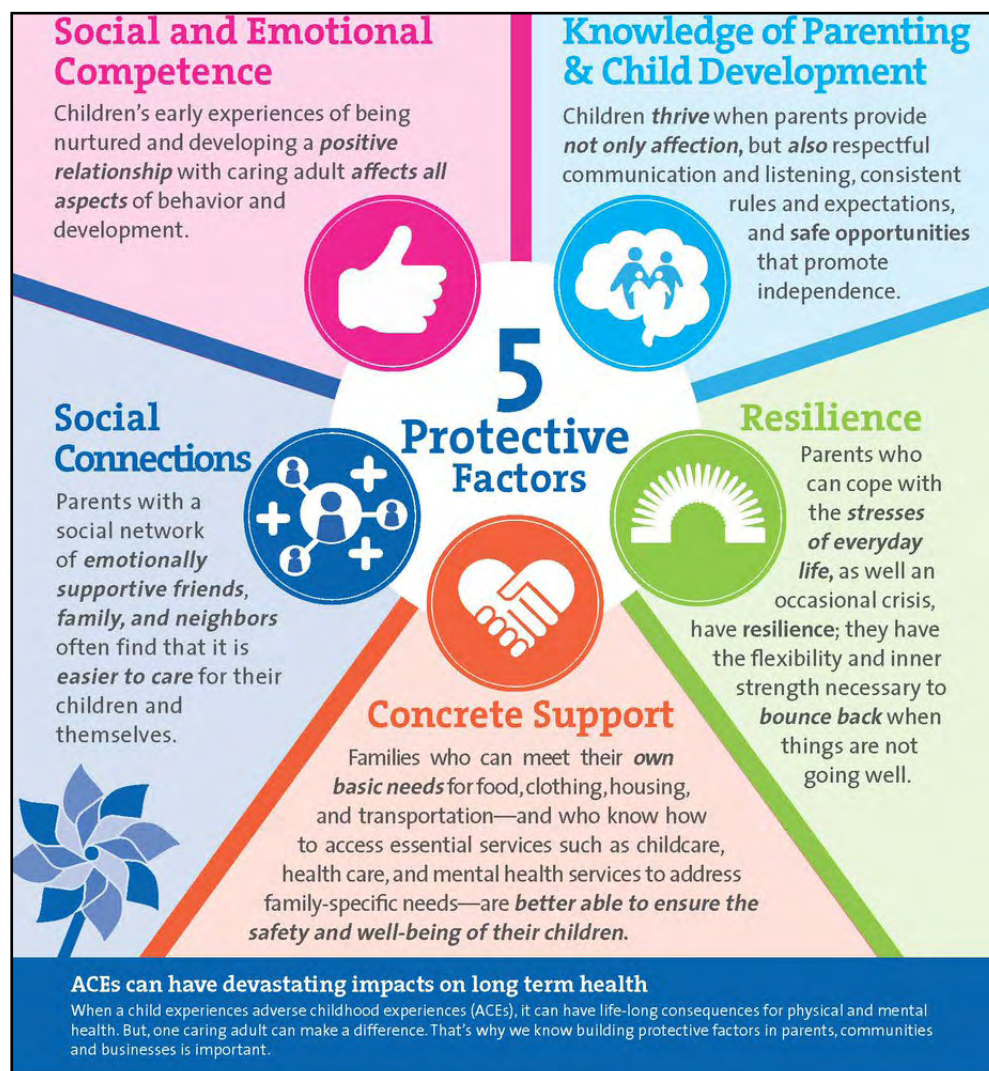 Social and Emotional
Competence
Children's early experiences of being
nurtured and developing a positive
relationship with caring adult affects all
aspects of behavior and
development.
Knowledge of Parenting
& Child Development
Children thrive when parents provide
not only affection, but also respectful
communication and listening, consistent
rules and expectations,
and safe opportunities
that promote
independence.
5
Protective
Factors
Social
Connections
Parents with a
social network
of emotionally
supportive friends,
family, and neighbors
often find that it is
easier to care for their
children and
themselves.
Resilience
Parents who
can cope with
the stresses
of everyday
life, as well an
occasional crisis,
have resilience; they have
the flexibility and inner
strength necessary to
bounce back when
things are not
going well.
Concrete Support
Families who can meet their own
basic needs for food, clothing, housing,
and transportation—and who know how
to access essential services such as childcare,
health care, and mental health services to address
family-specific needs—are better able to ensure the
safety and well-being of their children.
ACEs can have devastating impacts on long term health
When a child experiences adverse childhood experiences (ACEs), it can have life-long consequences for physical and mental
health. But, one caring adult can make a difference. That's why we know building protective factors in parents, communities
and businesses is important.